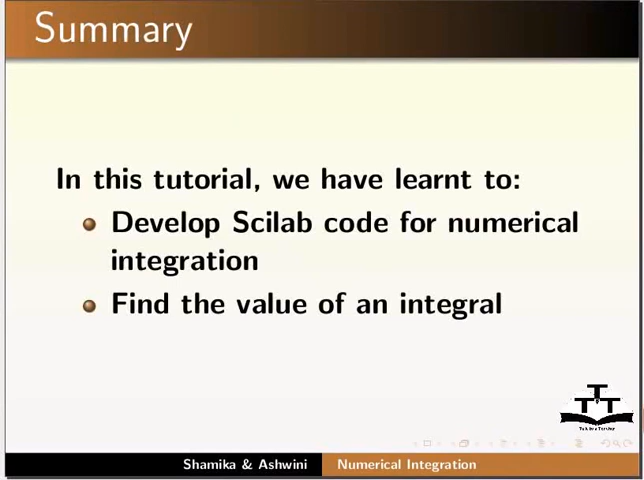 Summary
In this tutorial, we have learnt to:
Develop Scilab code for numerical
integration
Find the value of an integral
T
T T
Shamika & Ashwini
Numerical Integration